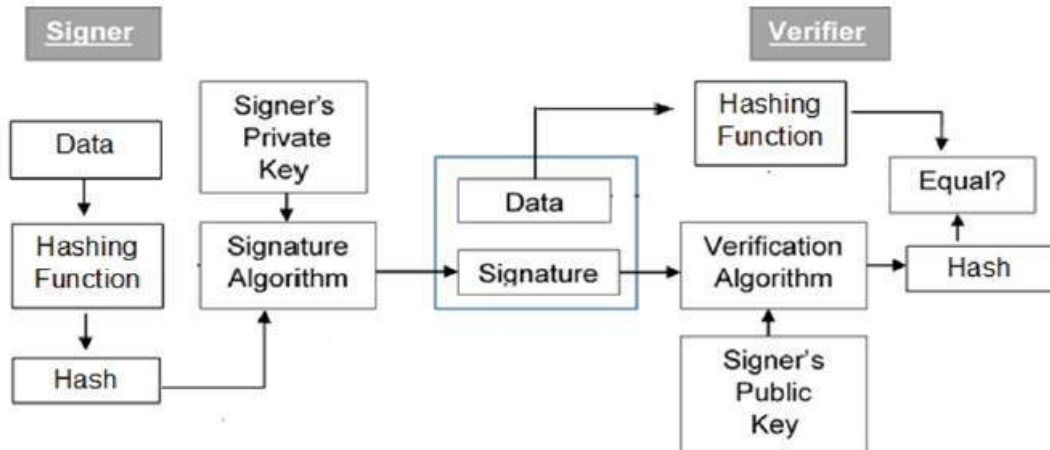 Signer
Verifier
Signer's
Private
Key
Hashing
Function
Data
Equal?
Data
Hashing
Function
Signature
Algorithm
Signature
Verification
Algorithm
Hash
Hash
Signer's
Public
Key